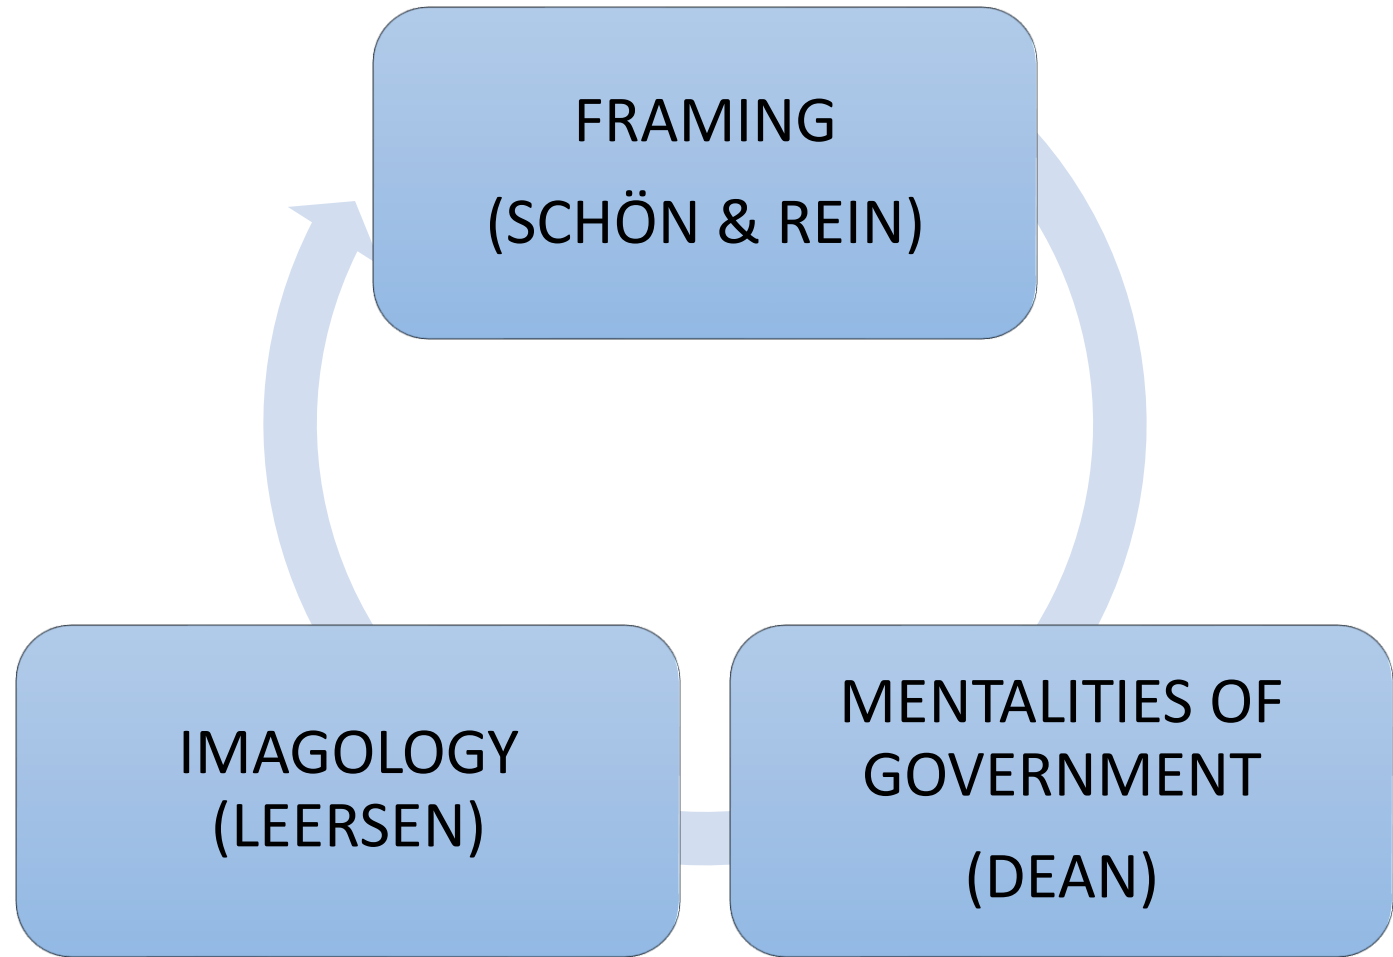 FRAMING
(SCHÖN & REIN)
IMAGOLOGY
(LEERSEN)
MENTALITIES OF
GOVERNMENT
(DEAN)